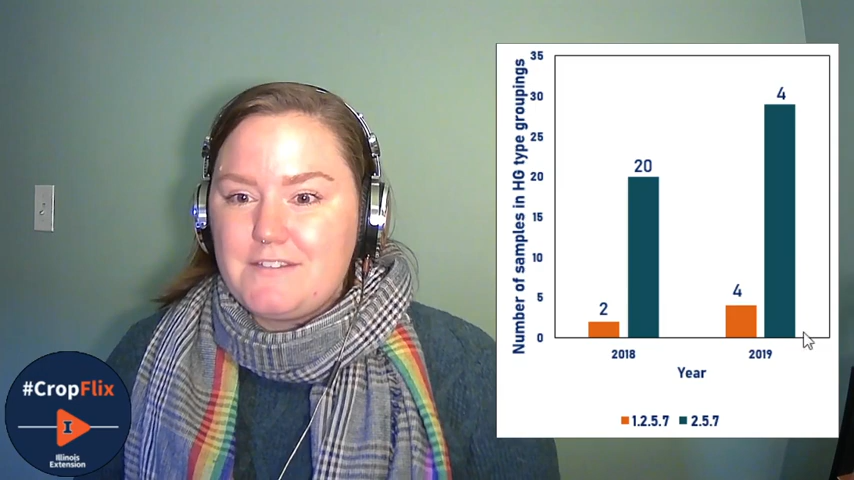 35
30
25
20
15
10
5
0
Number of samples in HG type groupings
2
20
4
4
2018
2019
Year
1.2.5.7
2.5.7
#CropFlix
I
Illinois
Extension